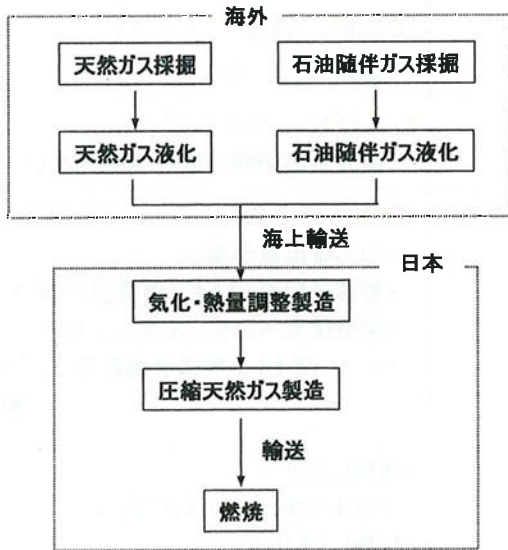 海外
天然ガス採掘
石油随伴ガス採掘
天然ガス液化
石油随伴ガス液化
海上輸送
日本
気化・熱量調整製造
圧縮天然ガス製造
輸送
燃焼